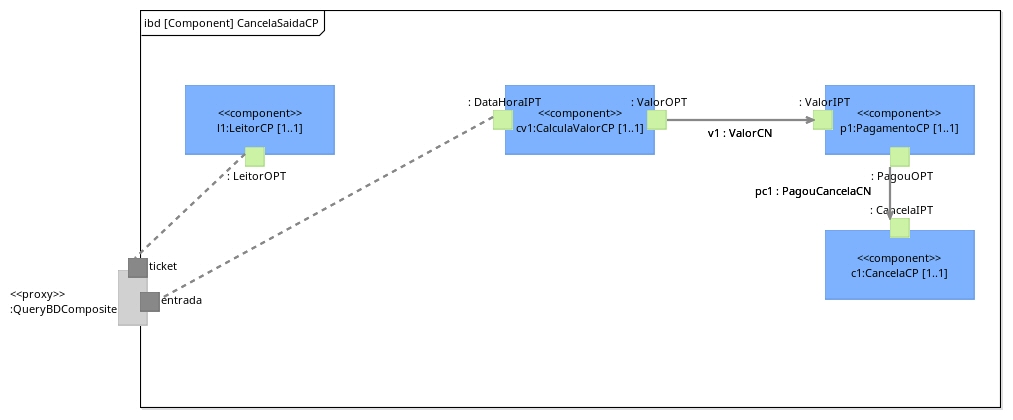 ibd [Component] CancelaSaidaCP
<<component>>
l1:LeitorCP [1..1]
: LeitorOPT
: DataHoraIPT
<<component>>
cv1:CalculaValorCP [1..1]
: ValorOPT
v1 : ValorCN
: ValorIPT
<<component>>
p1:PagamentoCP [1..1]
: PagouOPT
pc1 : PagouCancelaCN
: CancelaIPT
<<component>>
c1:CancelaCP [1..1]
ticket
<<proxy>>
:QueryBDComposite
entrada